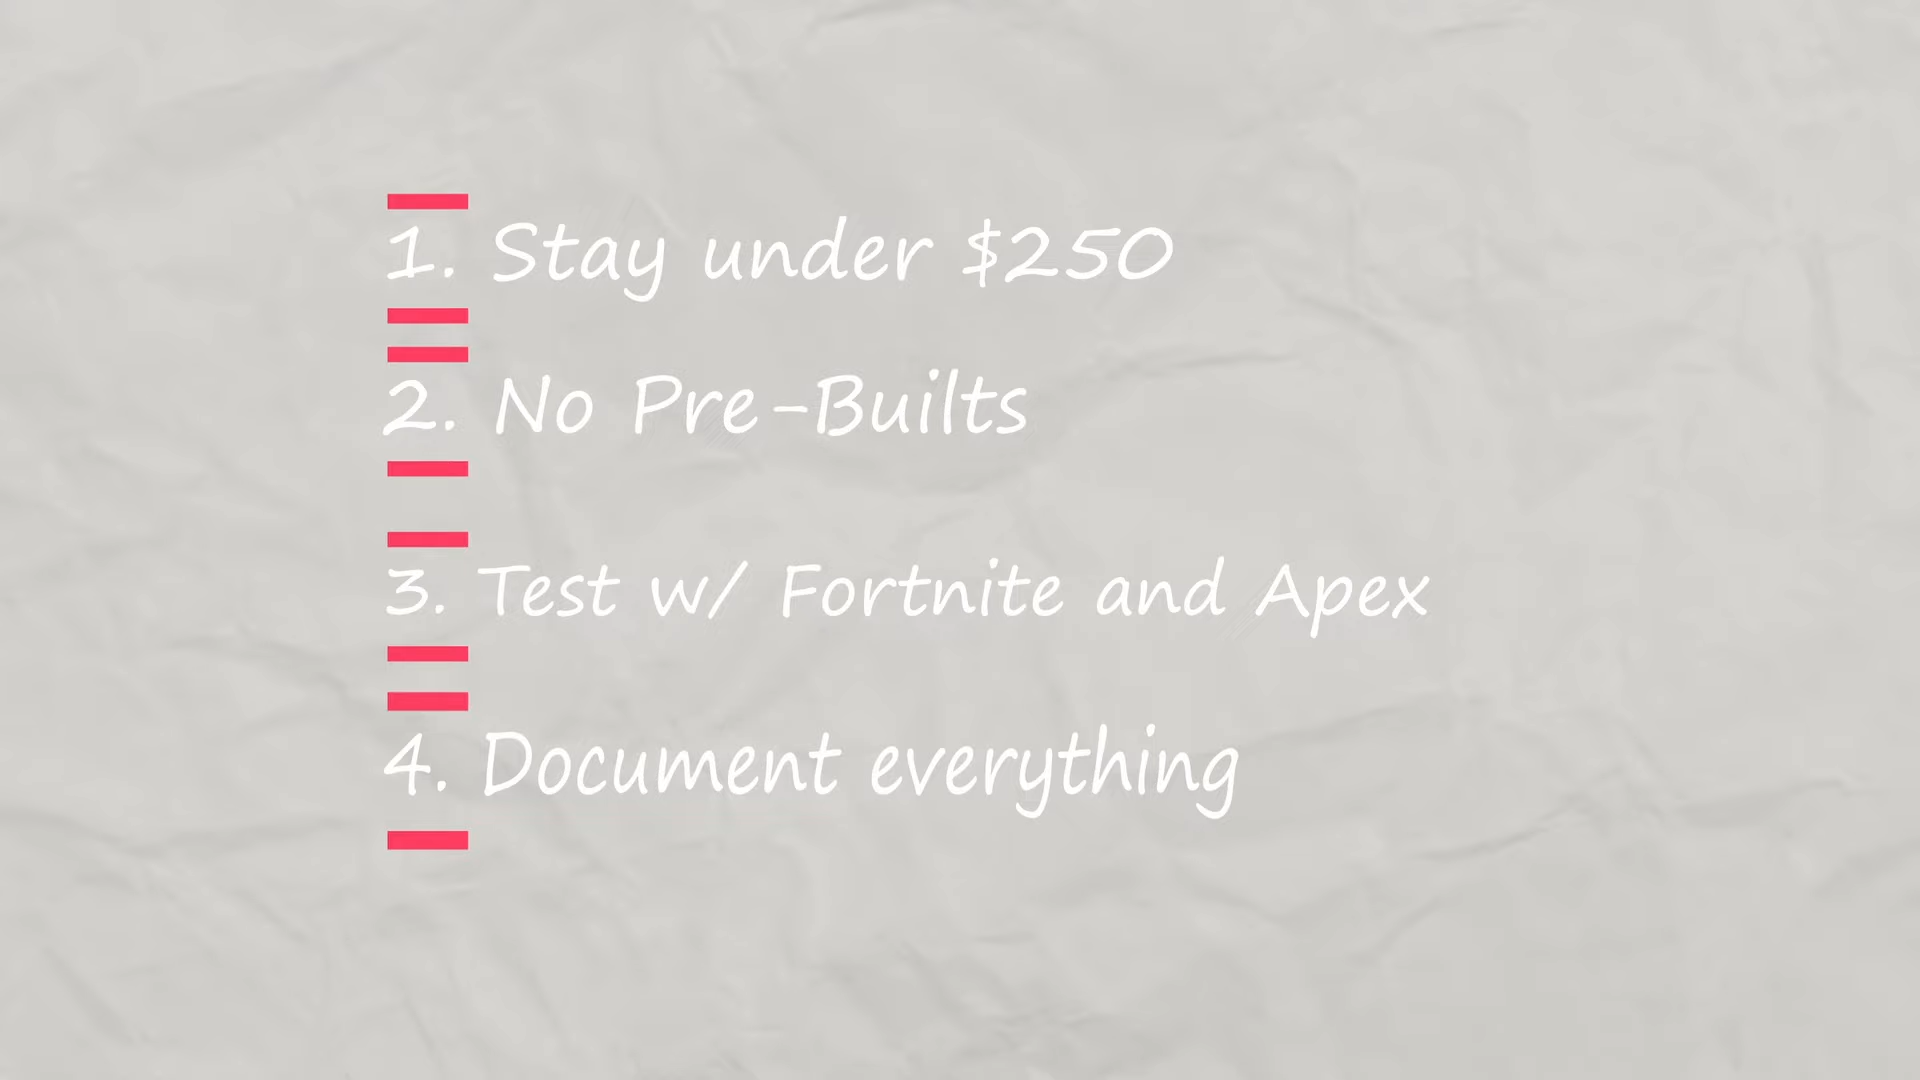 1. Stay under $250
2. No Pre-Builts
3. Test w/ Fortnite and Apex
4. Document everything